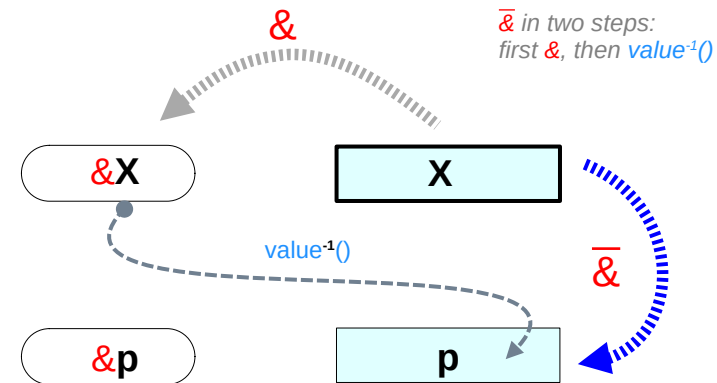 &
&̅ in two steps:
first &, then value⁻¹()
&X
X
value⁻¹()
&̅
&p
p